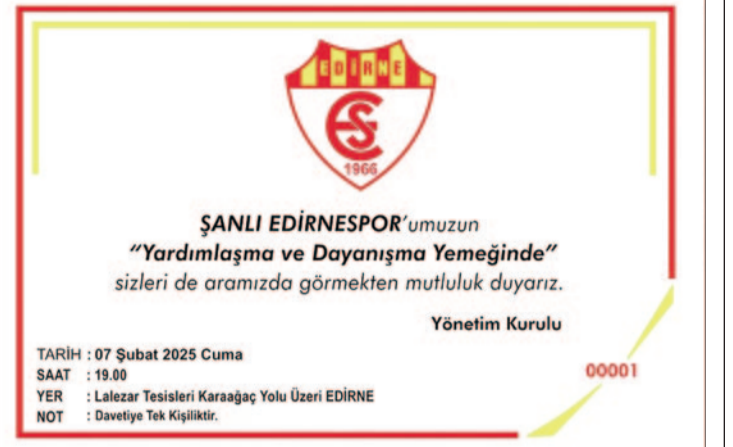 EDİRNE
ES
1966
ŞANLI EDİRNESPOR'umuzun
"Yardımlaşma ve Dayanışma Yemeğinde"
sizleri de aramızda görmekten mutluluk duyarız.
Yönetim Kurulu
TARİH : 07 Şubat 2025 Cuma
SAAT : 19.00
YER : Lalezar Tesisleri Karaağaç Yolu Üzeri EDİRNE
NOT : Davetiye Tek Kişiliktir.
00001